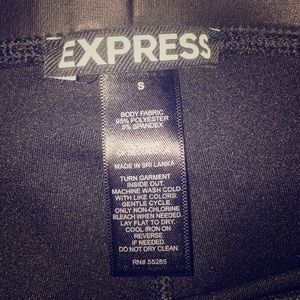 EXPRESS
S
BODY FABRIC
95% POLYESTER
5% SPANDEX
MADE IN SRI LANKA
TURN GARMENT
INSIDE OUT.
MACHINE WASH COLD
WITH LIKE COLORS.
GENTLE CYCLE.
ONLY NON-CHLORINE
BLEACH WHEN NEEDED.
LAY FLAT TO DRY.
COOL IRON ON
REVERSE
IF NEEDED.
DO NOT DRY CLEAN.
RN# 55285